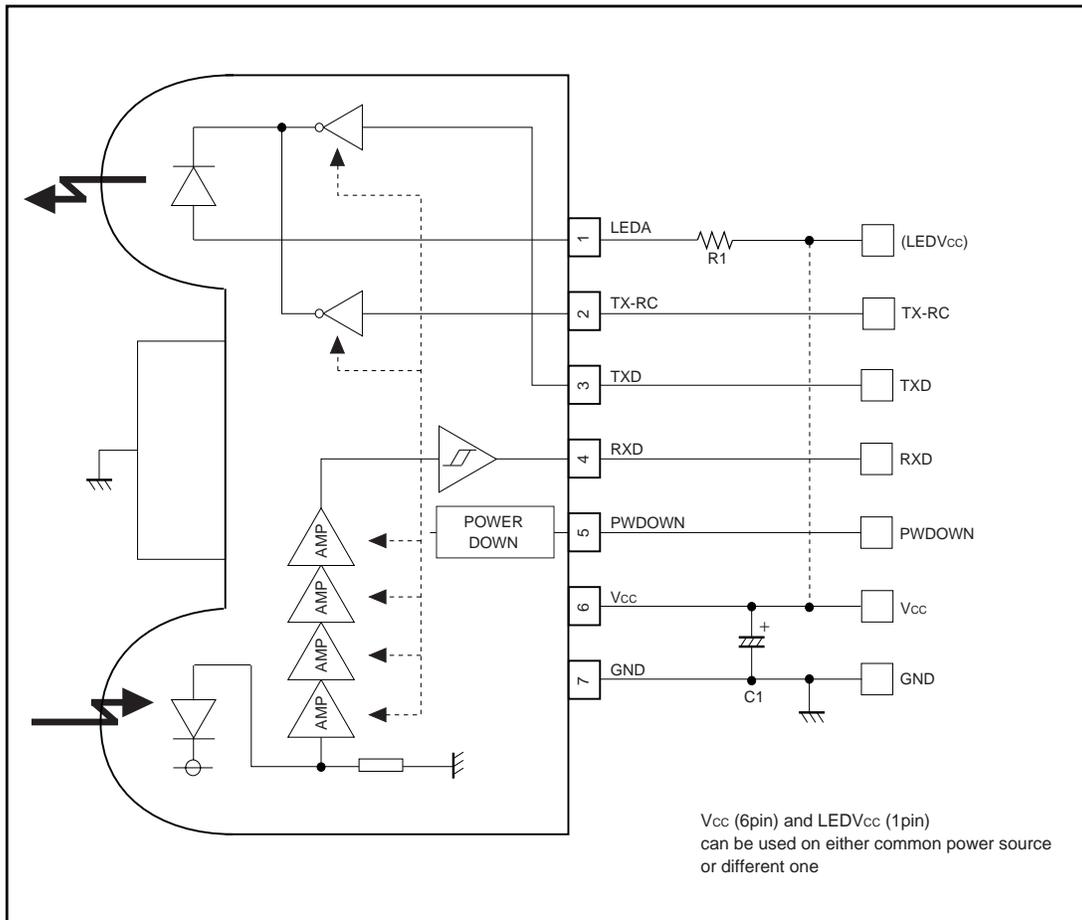 1 LEDA
R1
(LEDVcc)
2 TX-RC
TX-RC
3 TXD
TXD
4 RXD
RXD
POWER
DOWN
5 PWDOWN
PWDOWN
AMP
AMP
AMP
AMP
6 Vcc
+
Vcc
7 GND
C1
GND
Vcc (6pin) and LEDVcc (1pin)
can be used on either common power source
or different one